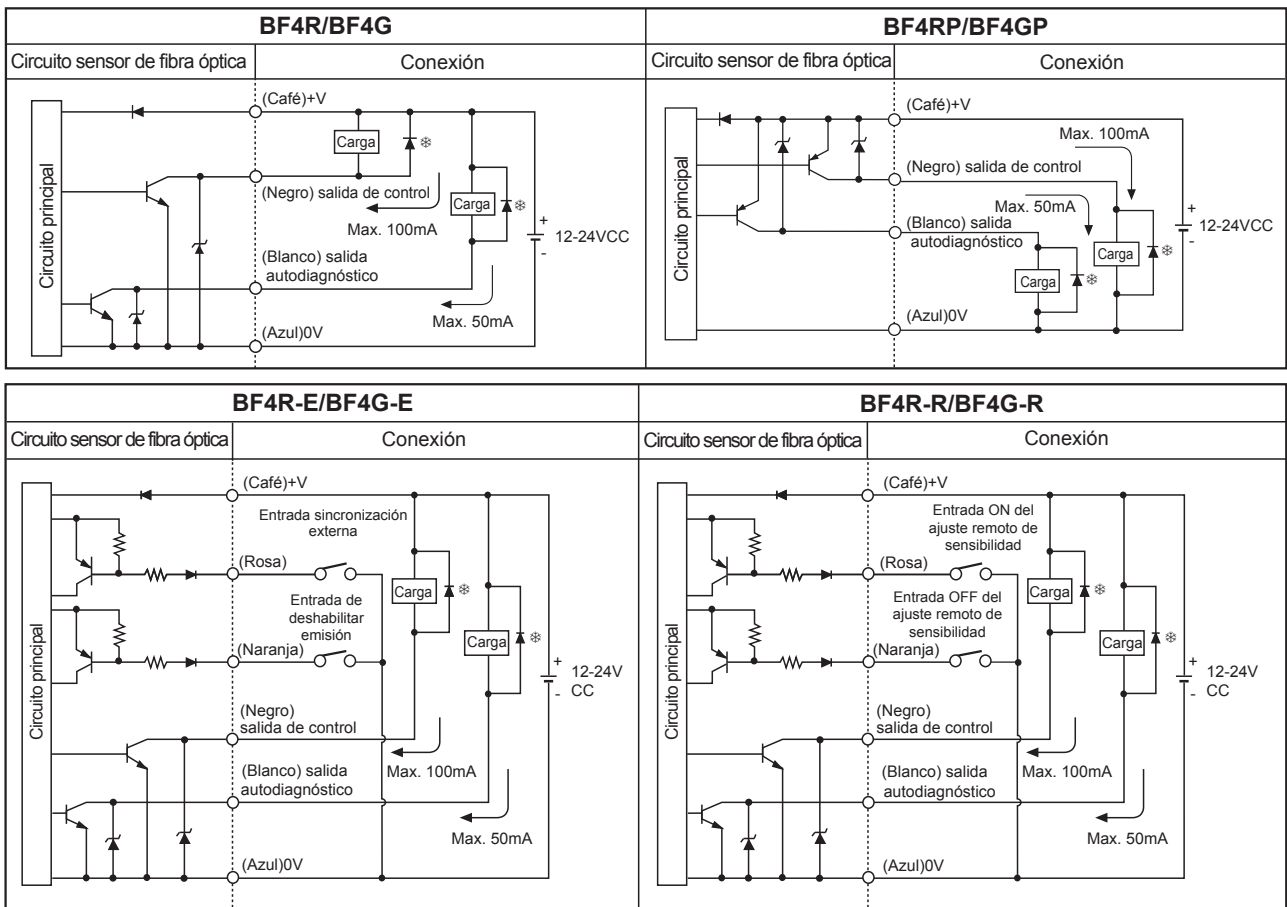 BF4R/BF4G
Circuito sensor de fibra óptica
Conexión
Circuito principal
(Café)+V
Carga
❄
(Negro) salida de control
Max. 100mA
Carga
❄
+
12-24VCC
-
(Blanco) salida
autodiagnóstico
Max. 50mA
(Azul)0V
BF4RP/BF4GP
Circuito sensor de fibra óptica
Conexión
Circuito principal
(Café)+V
Max. 100mA
(Negro) salida de control
Max. 50mA
(Blanco) salida
autodiagnóstico
Carga
❄
Carga
❄
+
12-24VCC
-
(Azul)0V
BF4R-E/BF4G-E
Circuito sensor de fibra óptica
Conexión
Circuito principal
(Café)+V
Entrada sincronización
externa
(Rosa)
Entrada de
deshabilitar
emisión
(Naranja)
Carga
❄
Carga
❄
+
12-24V
- CC
(Negro)
salida de control
Max. 100mA
(Blanco) salida
autodiagnóstico
Max. 50mA
(Azul)0V
BF4R-R/BF4G-R
Circuito sensor de fibra óptica
Conexión
Circuito principal
(Café)+V
Entrada ON del
ajuste remoto de
sensibilidad
(Rosa)
Entrada OFF del
ajuste remoto de
sensibilidad
(Naranja)
Carga
❄
Carga
❄
+
12-24V
- CC
(Negro)
salida de control
Max. 100mA
(Blanco) salida
autodiagnóstico
Max. 50mA
(Azul)0V